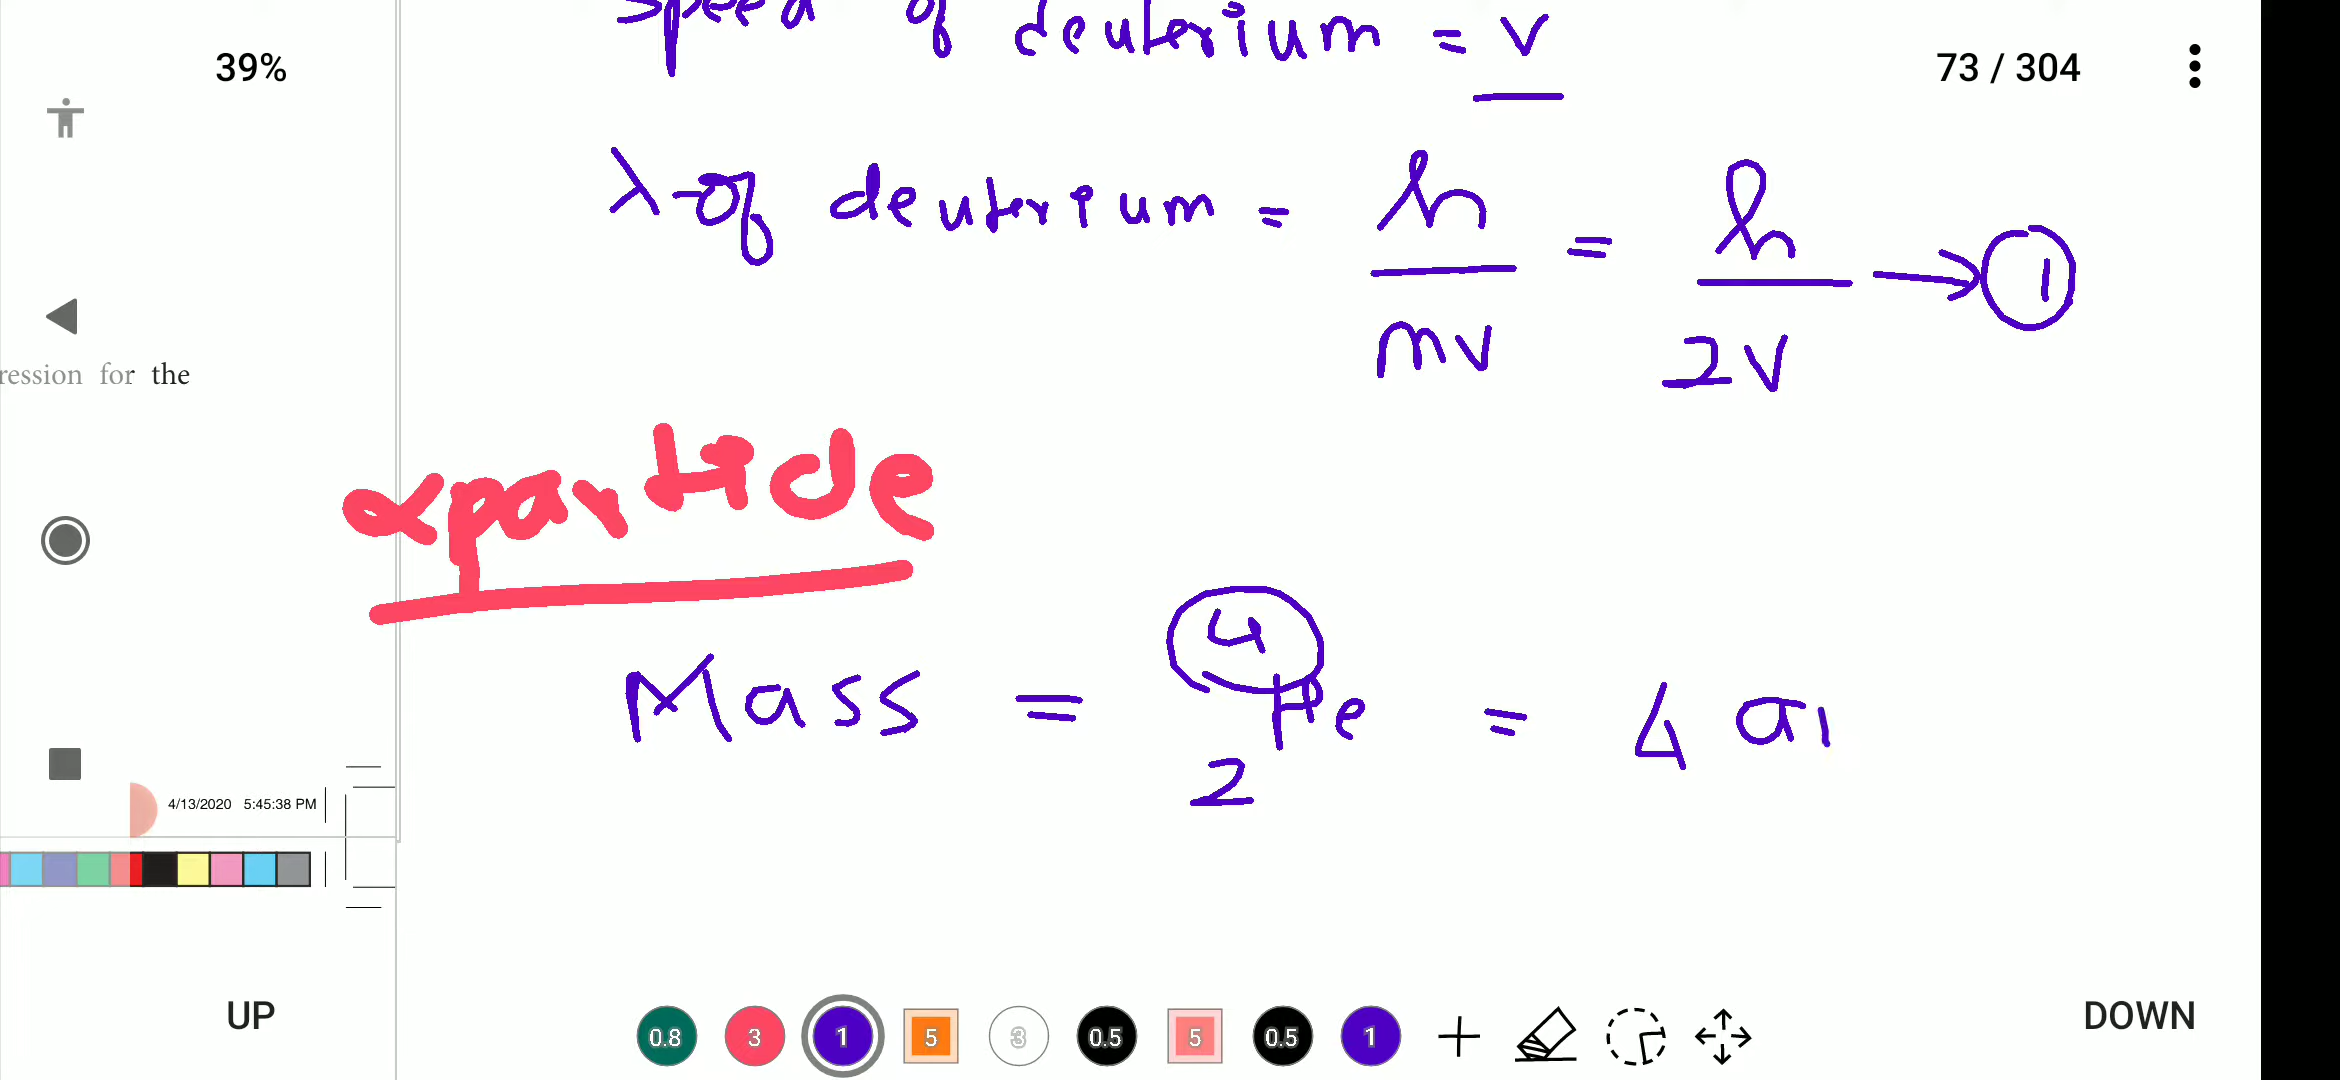 speed of deuterium = v
39%
73 / 304
λ of deuterium = h/mv = h/2v → 1
ression for the
α particle
Mass = ⁴₂He = 4 a
4/13/2020 5:45:38 PM
UP
0.8 3 1 5 3 0.5 5 0.5 1
DOWN